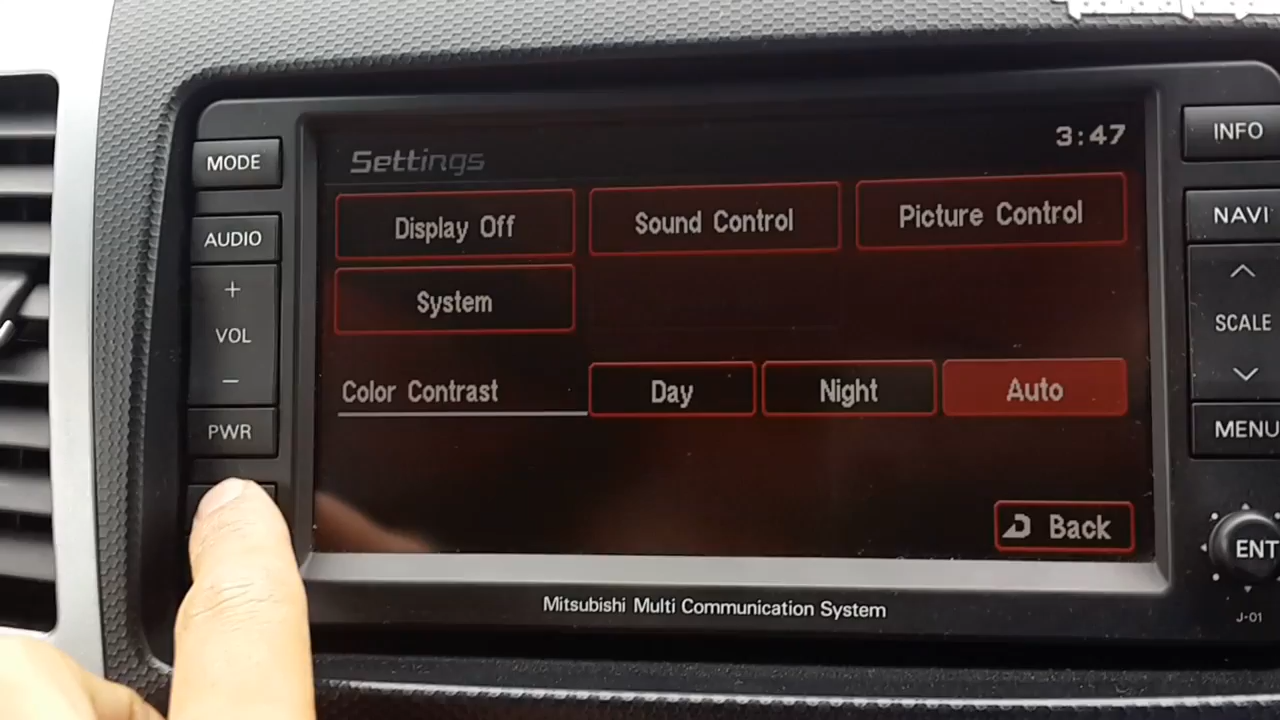 MODE
AUDIO
+
VOL
−
PWR
Settings
3:47
Display Off
Sound Control
Picture Control
System
Color Contrast
Day
Night
Auto
Back
Mitsubishi Multi Communication System
INFO
NAVI
SCALE
MENU
ENT
J-01